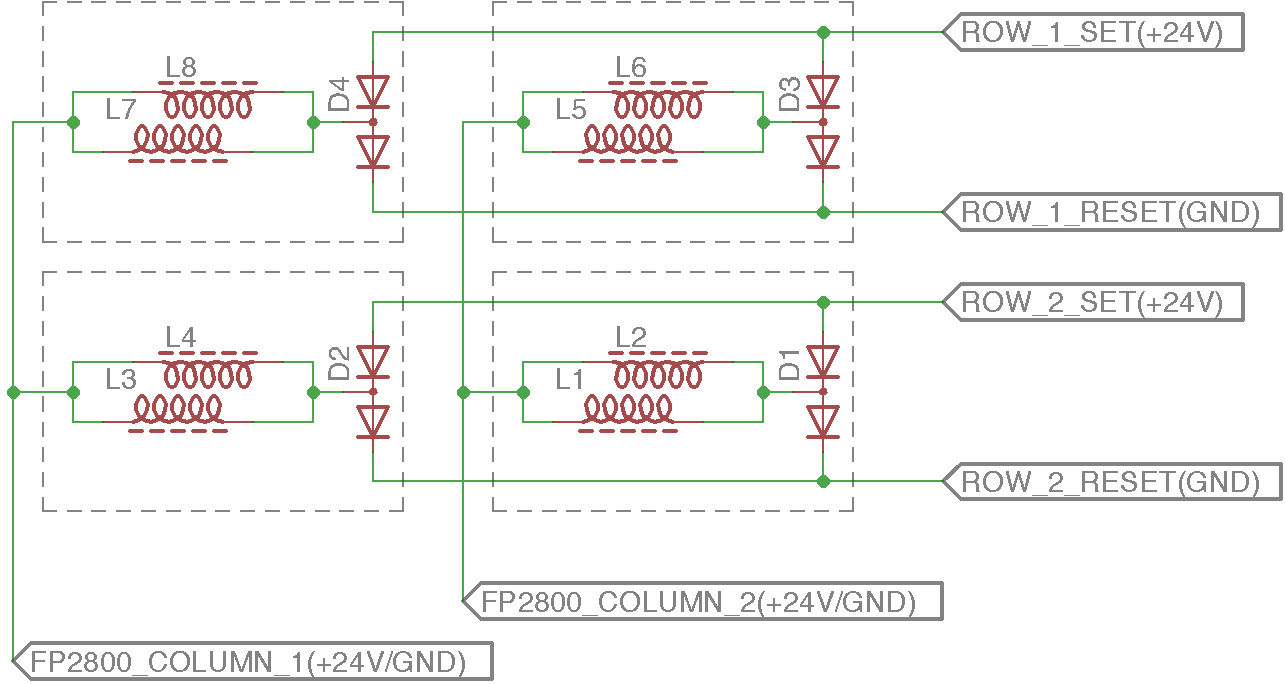 L8
D4
L7
L6
D3
L5
ROW_1_SET(+24V)
ROW_1_RESET(GND)
L4
D2
L3
L2
D1
L1
ROW_2_SET(+24V)
ROW_2_RESET(GND)
FP2800_COLUMN_2(+24V/GND)
FP2800_COLUMN_1(+24V/GND)